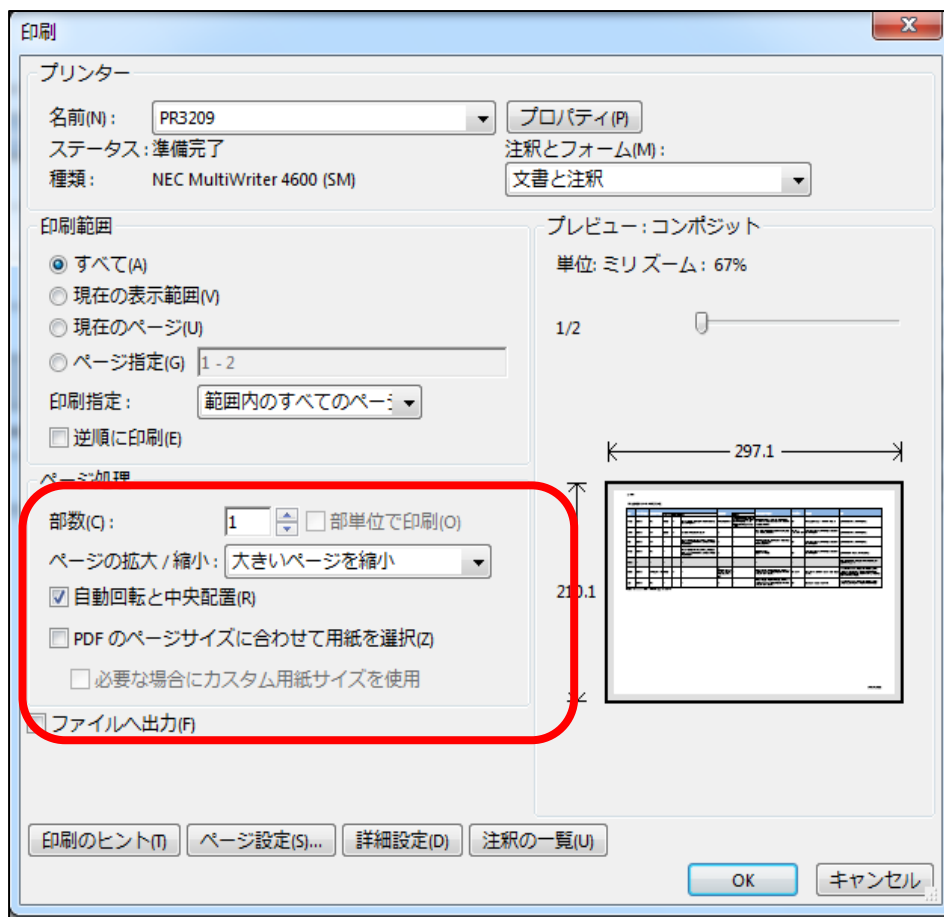 印刷
プリンター
名前(N): PR3209 プロパティ(P)
ステータス:準備完了 注釈とフォーム(M):
種類: NEC MultiWriter 4600 (SM) 文書と注釈
印刷範囲 プレビュー:コンポジット
すべて(A) 単位: ミリ ズーム: 67%
現在の表示範囲(V)
現在のページ(U) 1/2
ページ指定(G) 1 - 2
印刷指定: 範囲内のすべてのペー
逆順に印刷(E)
297.1
ページ処理
部数(C): 1 部単位で印刷(O)
ページの拡大/縮小: 大きいページを縮小
自動回転と中央配置(R) 210.1
PDF のページサイズに合わせて用紙を選択(Z)
必要な場合にカスタム用紙サイズを使用
ファイルへ出力(F)
印刷のヒント(T) ページ設定(S)... 詳細設定(D) 注釈の一覧(U)
OK キャンセル